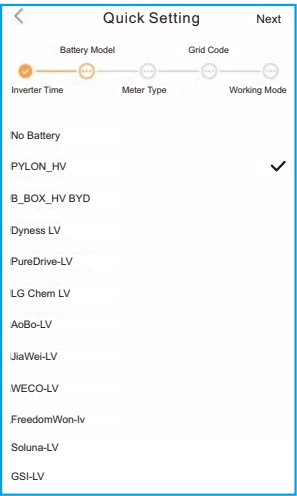 Quick Setting Next
Battery Model Grid Code
Inverter Time Meter Type Working Mode
No Battery
PYLON_HV
B_BOX_HV BYD
Dyness LV
PureDrive-LV
LG Chem LV
AoBo-LV
JiaWei-LV
WECO-LV
FreedomWon-lv
Soluna-LV
GSI-LV